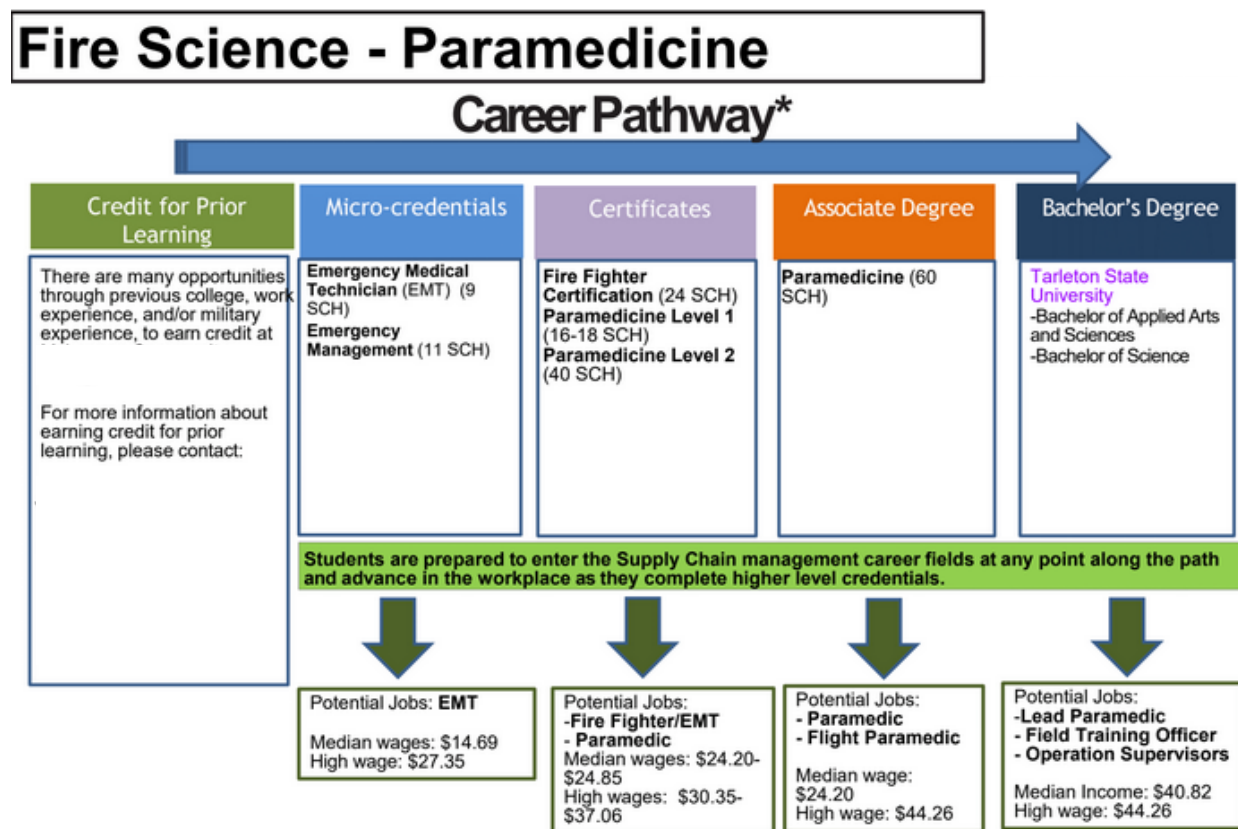 Fire Science - Paramedicine
Career Pathway*
Credit for Prior
Learning
There are many opportunities
through previous college, work
experience, and/or military
experience, to earn credit at
For more information about
earning credit for prior
learning, please contact:
Micro-credentials
Emergency Medical
Technician (EMT) (9
SCH)
Emergency
Management (11 SCH)
Certificates
Fire Fighter
Certification (24 SCH)
Paramedicine Level 1
(16-18 SCH)
Paramedicine Level 2
(40 SCH)
Associate Degree
Paramedicine (60
SCH)
Bachelor's Degree
Tarleton State
University
-Bachelor of Applied Arts
and Sciences
-Bachelor of Science
Students are prepared to enter the Supply Chain management career fields at any point along the path
and advance in the workplace as they complete higher level credentials.
Potential Jobs: EMT
Median wages: $14.69
High wage: $27.35
Potential Jobs:
-Fire Fighter/EMT
- Paramedic
Median wages: $24.20-
$24.85
High wages: $30.35-
$37.06
Potential Jobs:
- Paramedic
- Flight Paramedic
Median wage:
$24.20
High wage: $44.26
Potential Jobs:
-Lead Paramedic
- Field Training Officer
- Operation Supervisors
Median Income: $40.82
High wage: $44.26